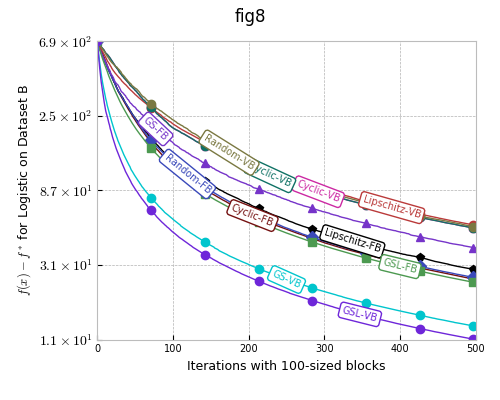 fig8
6.9 × 10²
2.5 × 10²
8.7 × 10¹
3.1 × 10¹
1.1 × 10¹
f(x) − f* for Logistic on Dataset B
GS-FB
Random-VB
Random-FB
Cyclic-VB
Cyclic-VB
Lipschitz-VB
Cyclic-FB
Lipschitz-FB
GSL-FB
GS-VB
GSL-VB
0 100 200 300 400 500
Iterations with 100-sized blocks